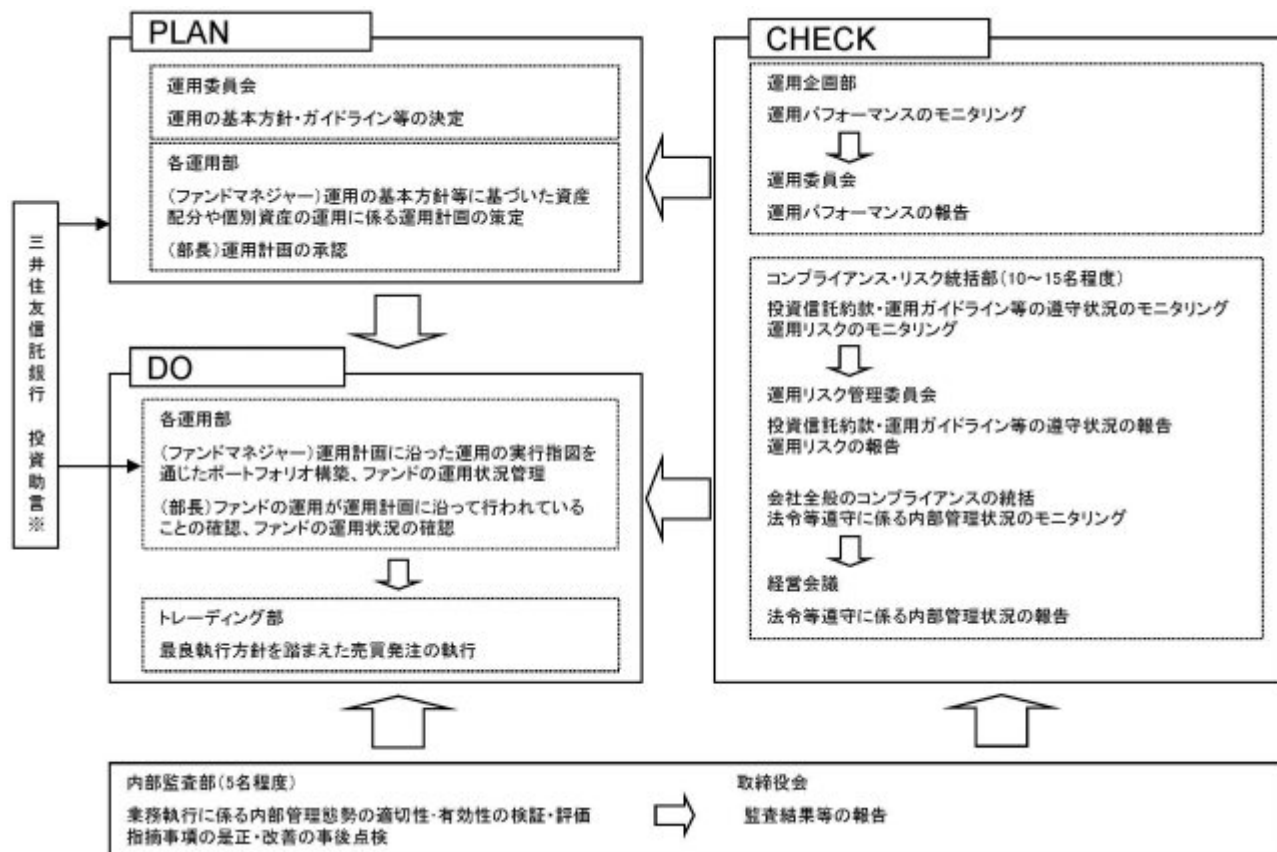 PLAN
運用委員会
運用の基本方針・ガイドライン等の決定
各運用部
(ファンドマネジャー)運用の基本方針等に基づいた資産
配分や個別資産の運用に係る運用計画の策定
(部長)運用計画の承認
三井住友信託銀行 投資助言※
DO
各運用部
(ファンドマネジャー)運用計画に沿った運用の実行指図を
通じたポートフォリオ構築、ファンドの運用状況管理
(部長)ファンドの運用が運用計画に沿って行われている
ことの確認、ファンドの運用状況の確認
トレーディング部
最良執行方針を踏まえた売買発注の執行
CHECK
運用企画部
運用パフォーマンスのモニタリング
運用委員会
運用パフォーマンスの報告
コンプライアンス・リスク統括部(10～15名程度)
投資信託約款・運用ガイドライン等の遵守状況のモニタリング
運用リスクのモニタリング
運用リスク管理委員会
投資信託約款・運用ガイドライン等の遵守状況の報告
運用リスクの報告
会社全般のコンプライアンスの統括
法令等遵守に係る内部管理状況のモニタリング
経営会議
法令等遵守に係る内部管理状況の報告
内部監査部(5名程度)
業務執行に係る内部管理態勢の適切性・有効性の検証・評価
指摘事項の是正・改善の事後点検
取締役会
監査結果等の報告